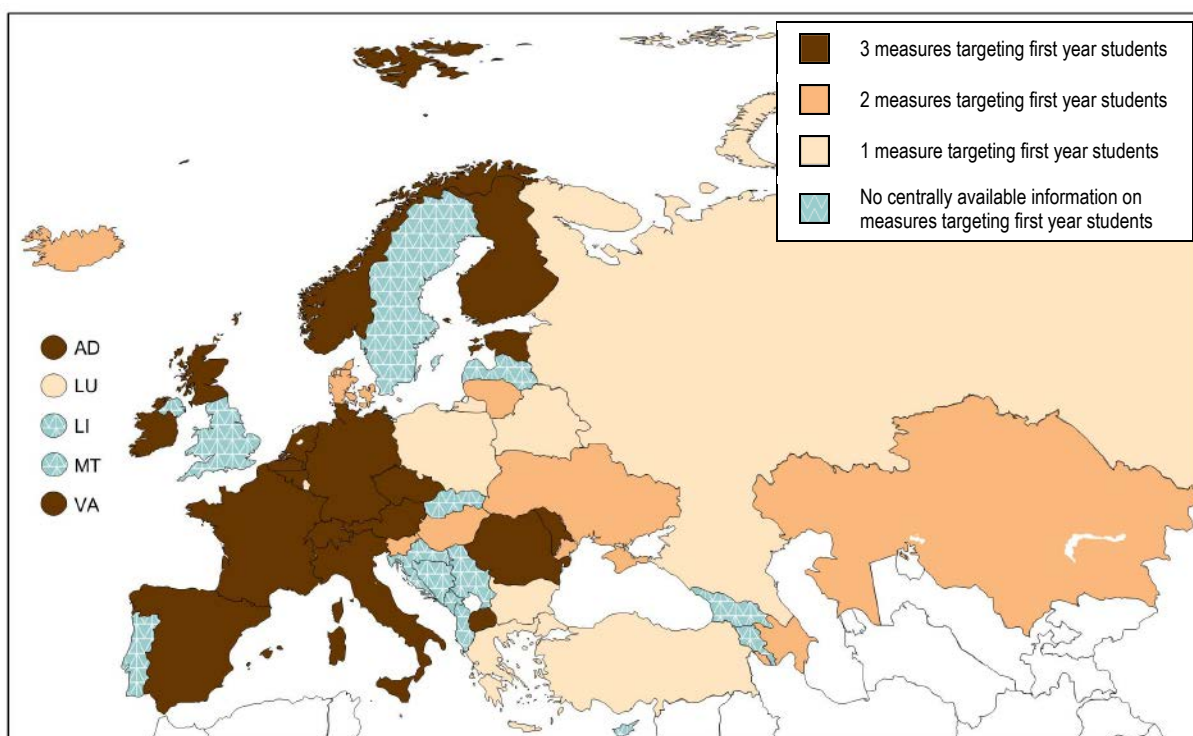 3 measures targeting first year students
2 measures targeting first year students
1 measure targeting first year students
No centrally available information on
measures targeting first year students
AD
LU
LI
MT
VA